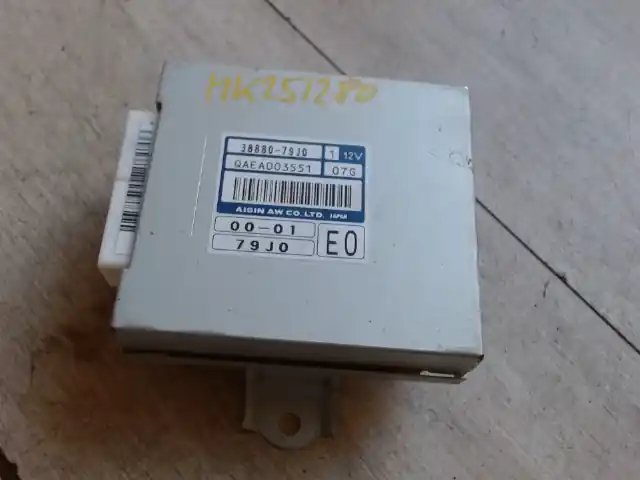 MK251280
38880-79J0 1 12V
QAEA003551 07G
AISIN AW CO.,LTD. JAPAN
00-01
79J0 E0